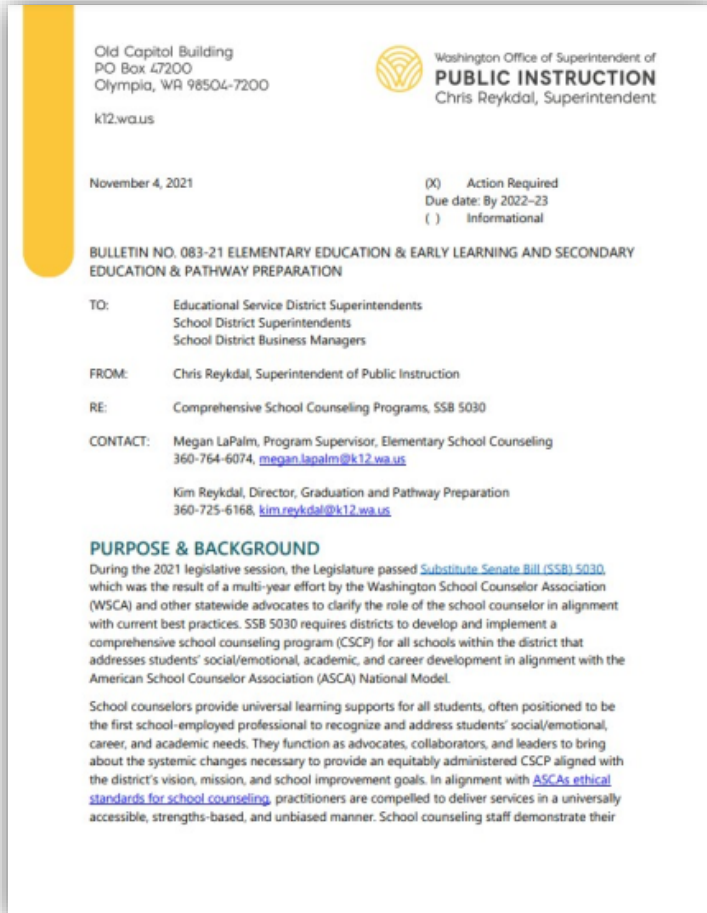 Old Capitol Building
PO Box 47200
Olympia, WA 98504-7200
k12.wa.us
Washington Office of Superintendent of
PUBLIC INSTRUCTION
Chris Reykdal, Superintendent
November 4, 2021
(X) Action Required
Due date: By 2022–23
( ) Informational
BULLETIN NO. 083-21 ELEMENTARY EDUCATION & EARLY LEARNING AND SECONDARY
EDUCATION & PATHWAY PREPARATION
TO: Educational Service District Superintendents
School District Superintendents
School District Business Managers
FROM: Chris Reykdal, Superintendent of Public Instruction
RE: Comprehensive School Counseling Programs, SSB 5030
CONTACT: Megan LaPalm, Program Supervisor, Elementary School Counseling
360-764-6074, megan.lapalm@k12.wa.us
Kim Reykdal, Director, Graduation and Pathway Preparation
360-725-6168, kim.reykdal@k12.wa.us
PURPOSE & BACKGROUND
During the 2021 legislative session, the Legislature passed Substitute Senate Bill (SSB) 5030,
which was the result of a multi-year effort by the Washington School Counselor Association
(WSCA) and other statewide advocates to clarify the role of the school counselor in alignment
with current best practices. SSB 5030 requires districts to develop and implement a
comprehensive school counseling program (CSCP) for all schools within the district that
addresses students' social/emotional, academic, and career development in alignment with the
American School Counselor Association (ASCA) National Model.
School counselors provide universal learning supports for all students, often positioned to be
the first school-employed professional to recognize and address students' social/emotional,
career, and academic needs. They function as advocates, collaborators, and leaders to bring
about the systemic changes necessary to provide an equitably administered CSCP aligned with
the district's vision, mission, and school improvement goals. In alignment with ASCAs ethical
standards for school counseling, practitioners are compelled to deliver services in a universally
accessible, strengths-based, and unbiased manner. School counseling staff demonstrate their